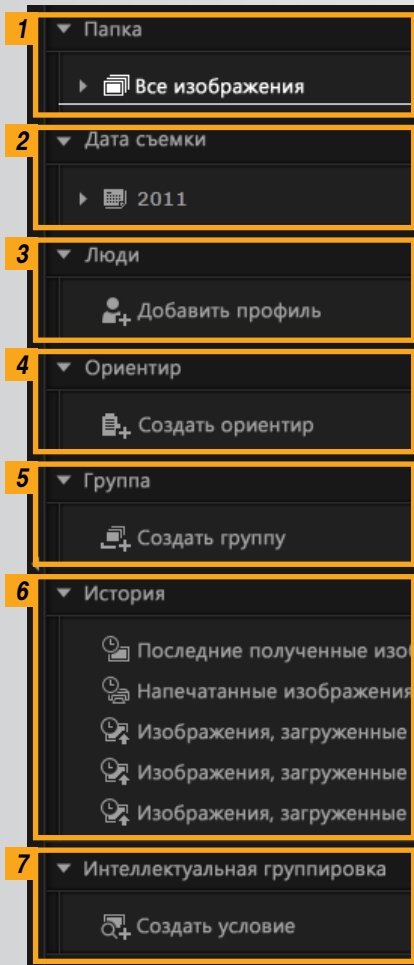 1 Папка
Все изображения
2 Дата съемки
2011
3 Люди
Добавить профиль
4 Ориентир
Создать ориентир
5 Группа
Создать группу
6 История
Последние полученные изоб
Напечатанные изображения
Изображения, загруженные
Изображения, загруженные
Изображения, загруженные
7 Интеллектуальная группировка
Создать условие